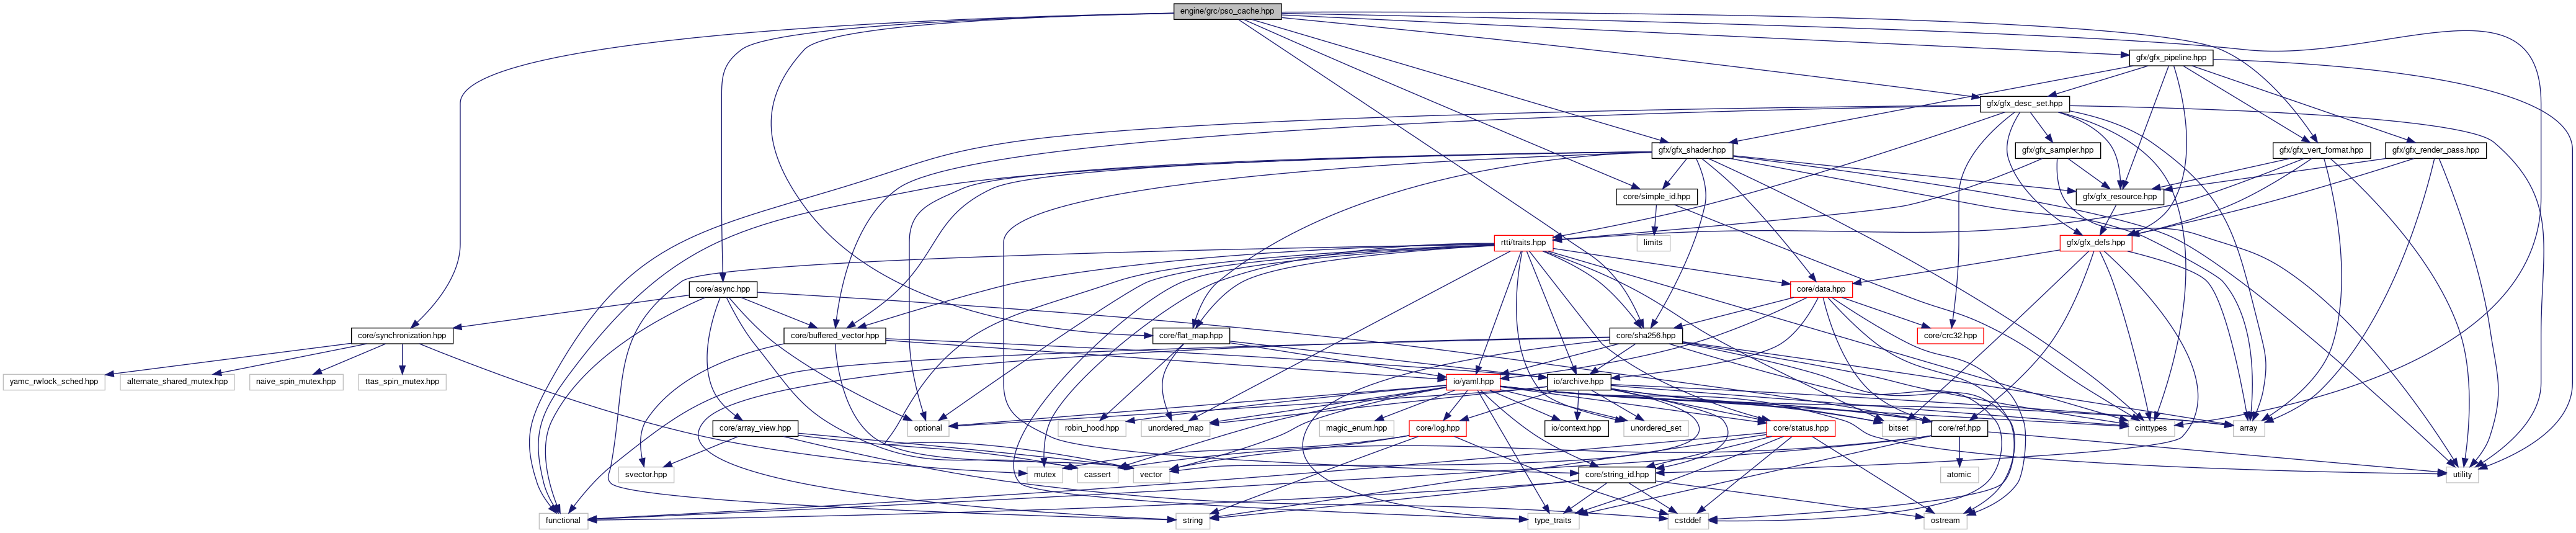 engine/grc/pso_cache.hpp
gfx/gfx_pipeline.hpp
gfx/gfx_desc_set.hpp
gfx/gfx_shader.hpp
gfx/gfx_sampler.hpp
gfx/gfx_vert_format.hpp
gfx/gfx_render_pass.hpp
core/simple_id.hpp
gfx/gfx_resource.hpp
limits
rtti/traits.hpp
gfx/gfx_defs.hpp
core/async.hpp
core/data.hpp
core/synchronization.hpp
core/buffered_vector.hpp
core/flat_map.hpp
core/sha256.hpp
core/crc32.hpp
yamc_rwlock_sched.hpp
alternate_shared_mutex.hpp
naive_spin_mutex.hpp
ttas_spin_mutex.hpp
io/yaml.hpp
io/archive.hpp
core/array_view.hpp
optional
robin_hood.hpp
unordered_map
magic_enum.hpp
core/log.hpp
io/context.hpp
unordered_set
core/status.hpp
bitset
core/ref.hpp
cinttypes
array
svector.hpp
mutex
cassert
vector
core/string_id.hpp
atomic
utility
functional
string
type_traits
cstddef
ostream